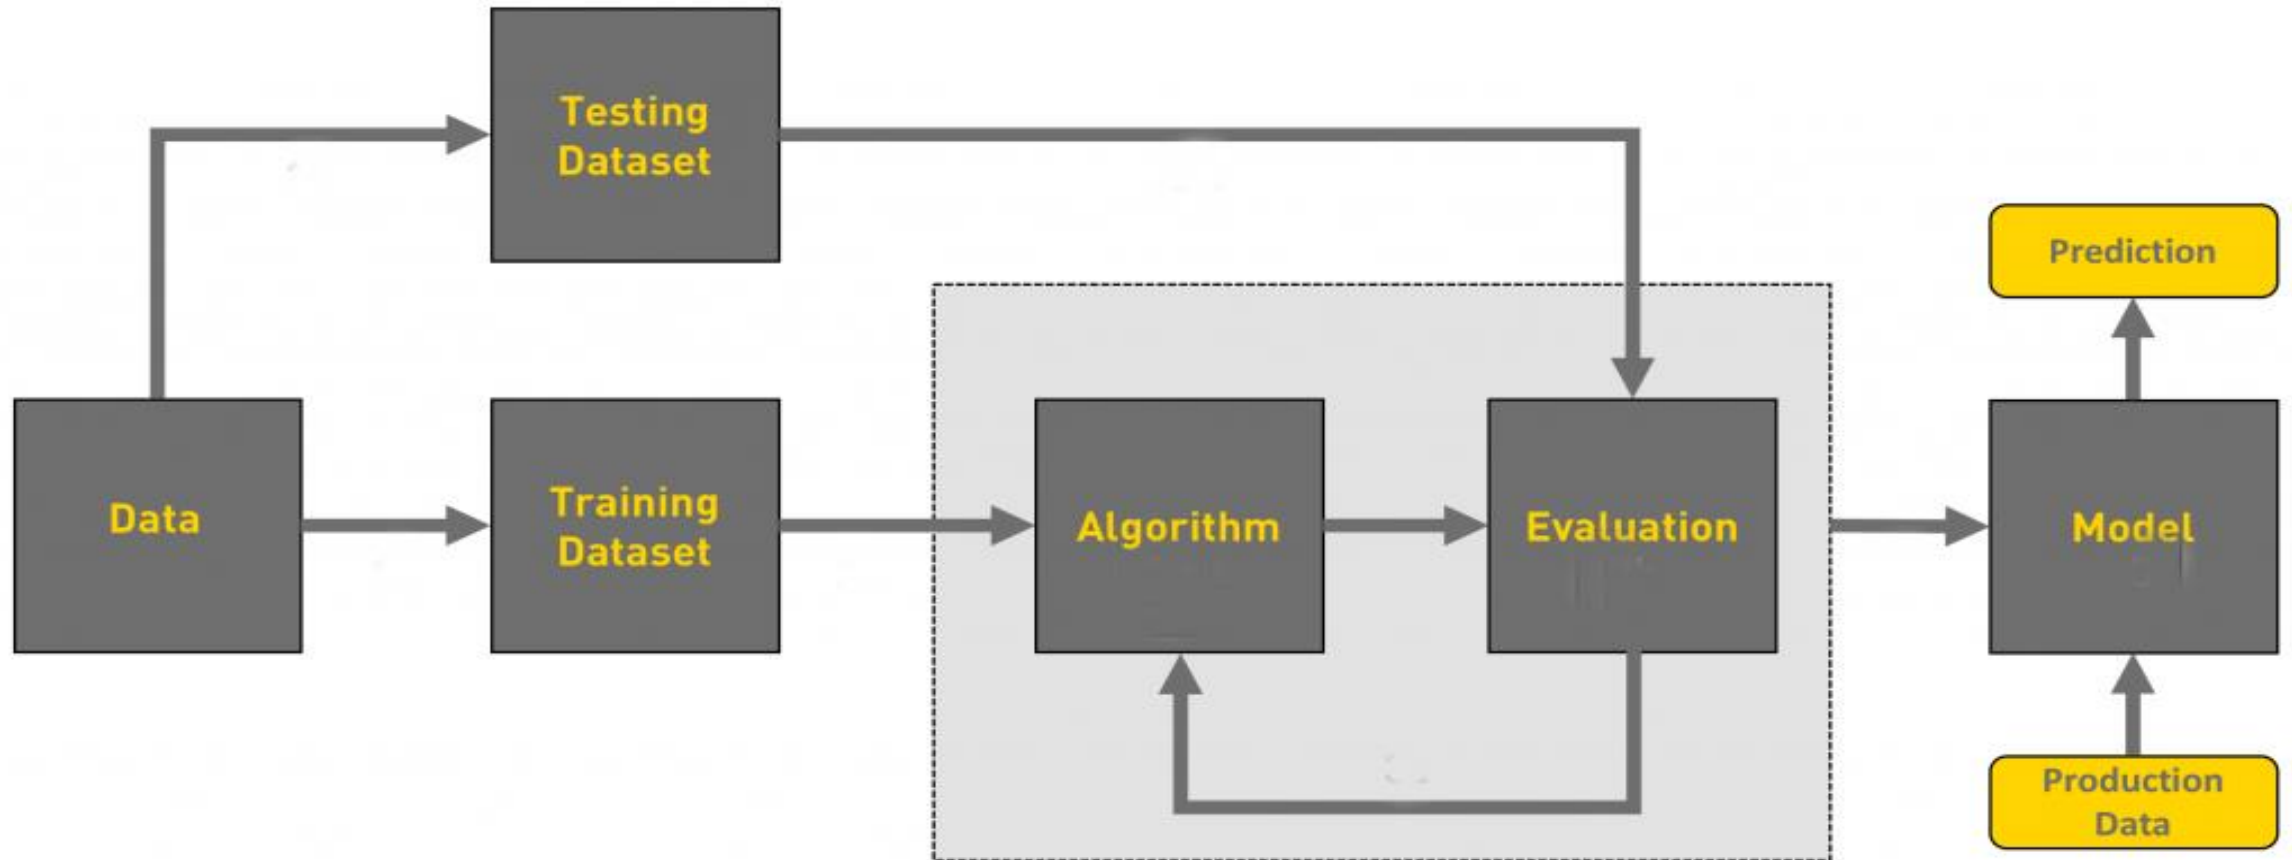 Testing
Dataset
Prediction
Data
Training
Dataset
Algorithm
Evaluation
Model
Production
Data